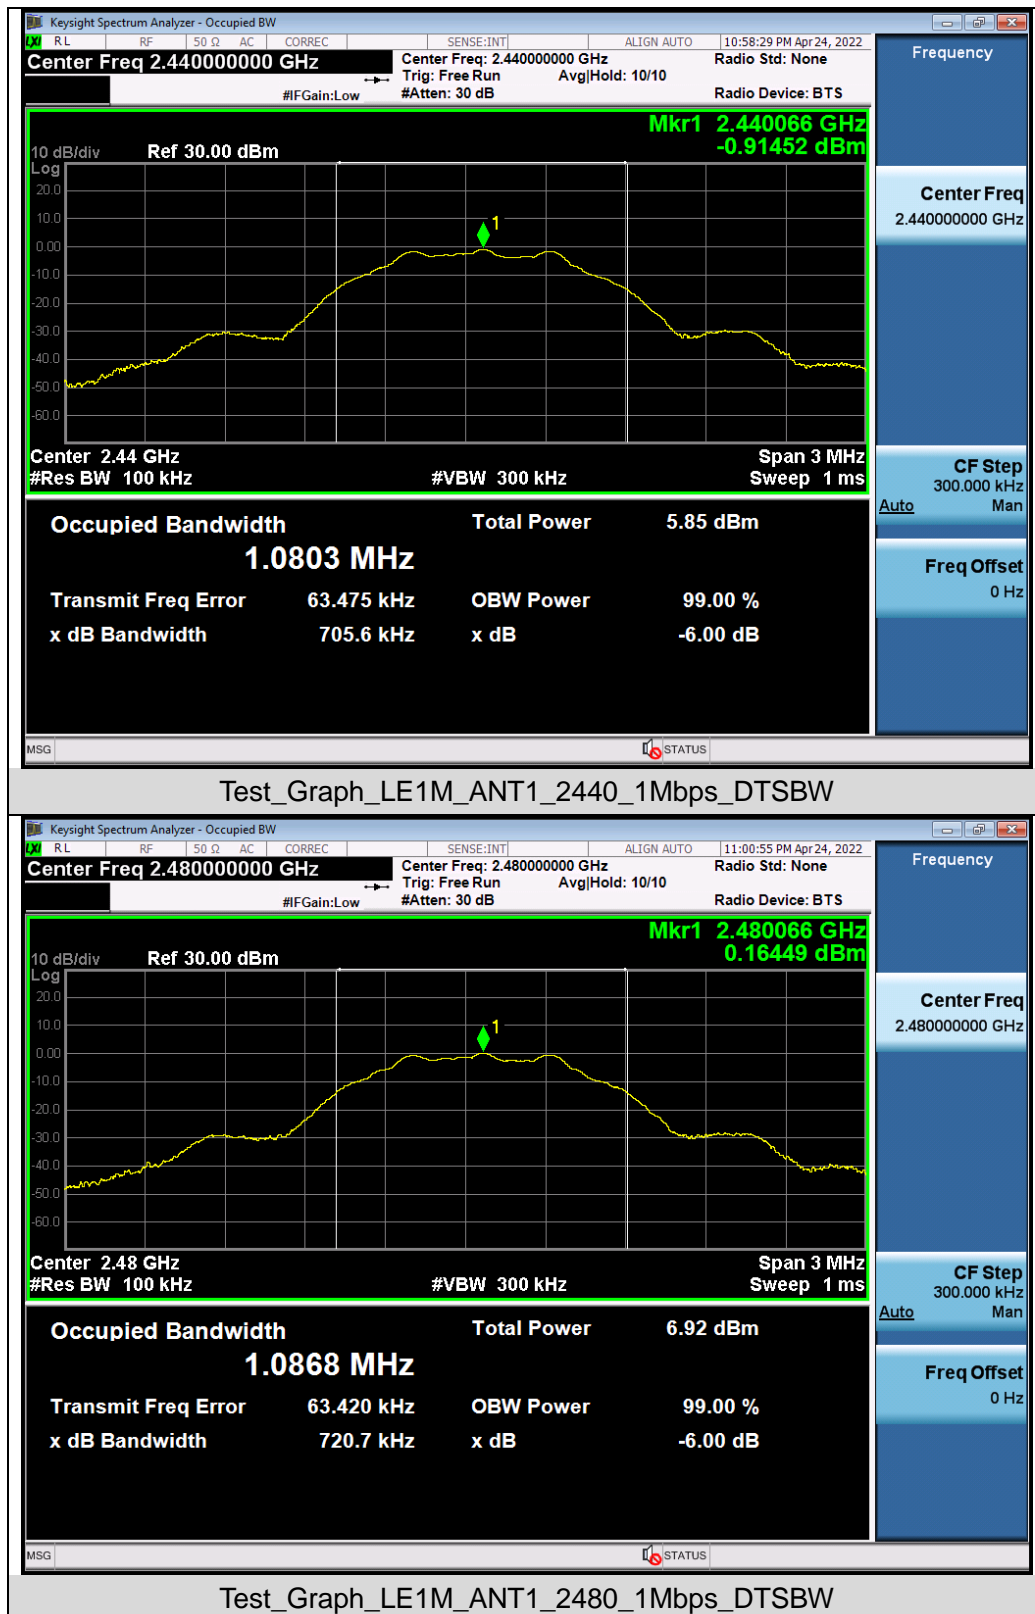 Keysight Spectrum Analyzer - Occupied BW
LXI RL RF 50 Ω AC CORREC SENSE:INT ALIGN AUTO 10:58:29 PM Apr 24, 2022
Center Freq 2.440000000 GHz
Center Freq: 2.440000000 GHz Radio Std: None
Trig: Free Run Avg|Hold: 10/10
#IFGain:Low #Atten: 30 dB Radio Device: BTS
Frequency
Mkr1 2.440066 GHz
-0.91452 dBm
10 dB/div Ref 30.00 dBm
Log
20.0
10.0
0.00
-10.0
-20.0
-30.0
-40.0
-50.0
-60.0
1
Center 2.44 GHz Span 3 MHz
#Res BW 100 kHz #VBW 300 kHz Sweep 1 ms
Center Freq
2.440000000 GHz
CF Step
300.000 kHz
Auto Man
Freq Offset
0 Hz
Occupied Bandwidth Total Power 5.85 dBm
1.0803 MHz
Transmit Freq Error 63.475 kHz OBW Power 99.00 %
x dB Bandwidth 705.6 kHz x dB -6.00 dB
MSG STATUS
Test_Graph_LE1M_ANT1_2440_1Mbps_DTSBW
Keysight Spectrum Analyzer - Occupied BW
LXI RL RF 50 Ω AC CORREC SENSE:INT ALIGN AUTO 11:00:55 PM Apr 24, 2022
Center Freq 2.480000000 GHz
Center Freq: 2.480000000 GHz Radio Std: None
Trig: Free Run Avg|Hold: 10/10
#IFGain:Low #Atten: 30 dB Radio Device: BTS
Frequency
Mkr1 2.480066 GHz
0.16449 dBm
10 dB/div Ref 30.00 dBm
Log
20.0
10.0
0.00
-10.0
-20.0
-30.0
-40.0
-50.0
-60.0
1
Center 2.48 GHz Span 3 MHz
#Res BW 100 kHz #VBW 300 kHz Sweep 1 ms
Center Freq
2.480000000 GHz
CF Step
300.000 kHz
Auto Man
Freq Offset
0 Hz
Occupied Bandwidth Total Power 6.92 dBm
1.0868 MHz
Transmit Freq Error 63.420 kHz OBW Power 99.00 %
x dB Bandwidth 720.7 kHz x dB -6.00 dB
MSG STATUS
Test_Graph_LE1M_ANT1_2480_1Mbps_DTSBW